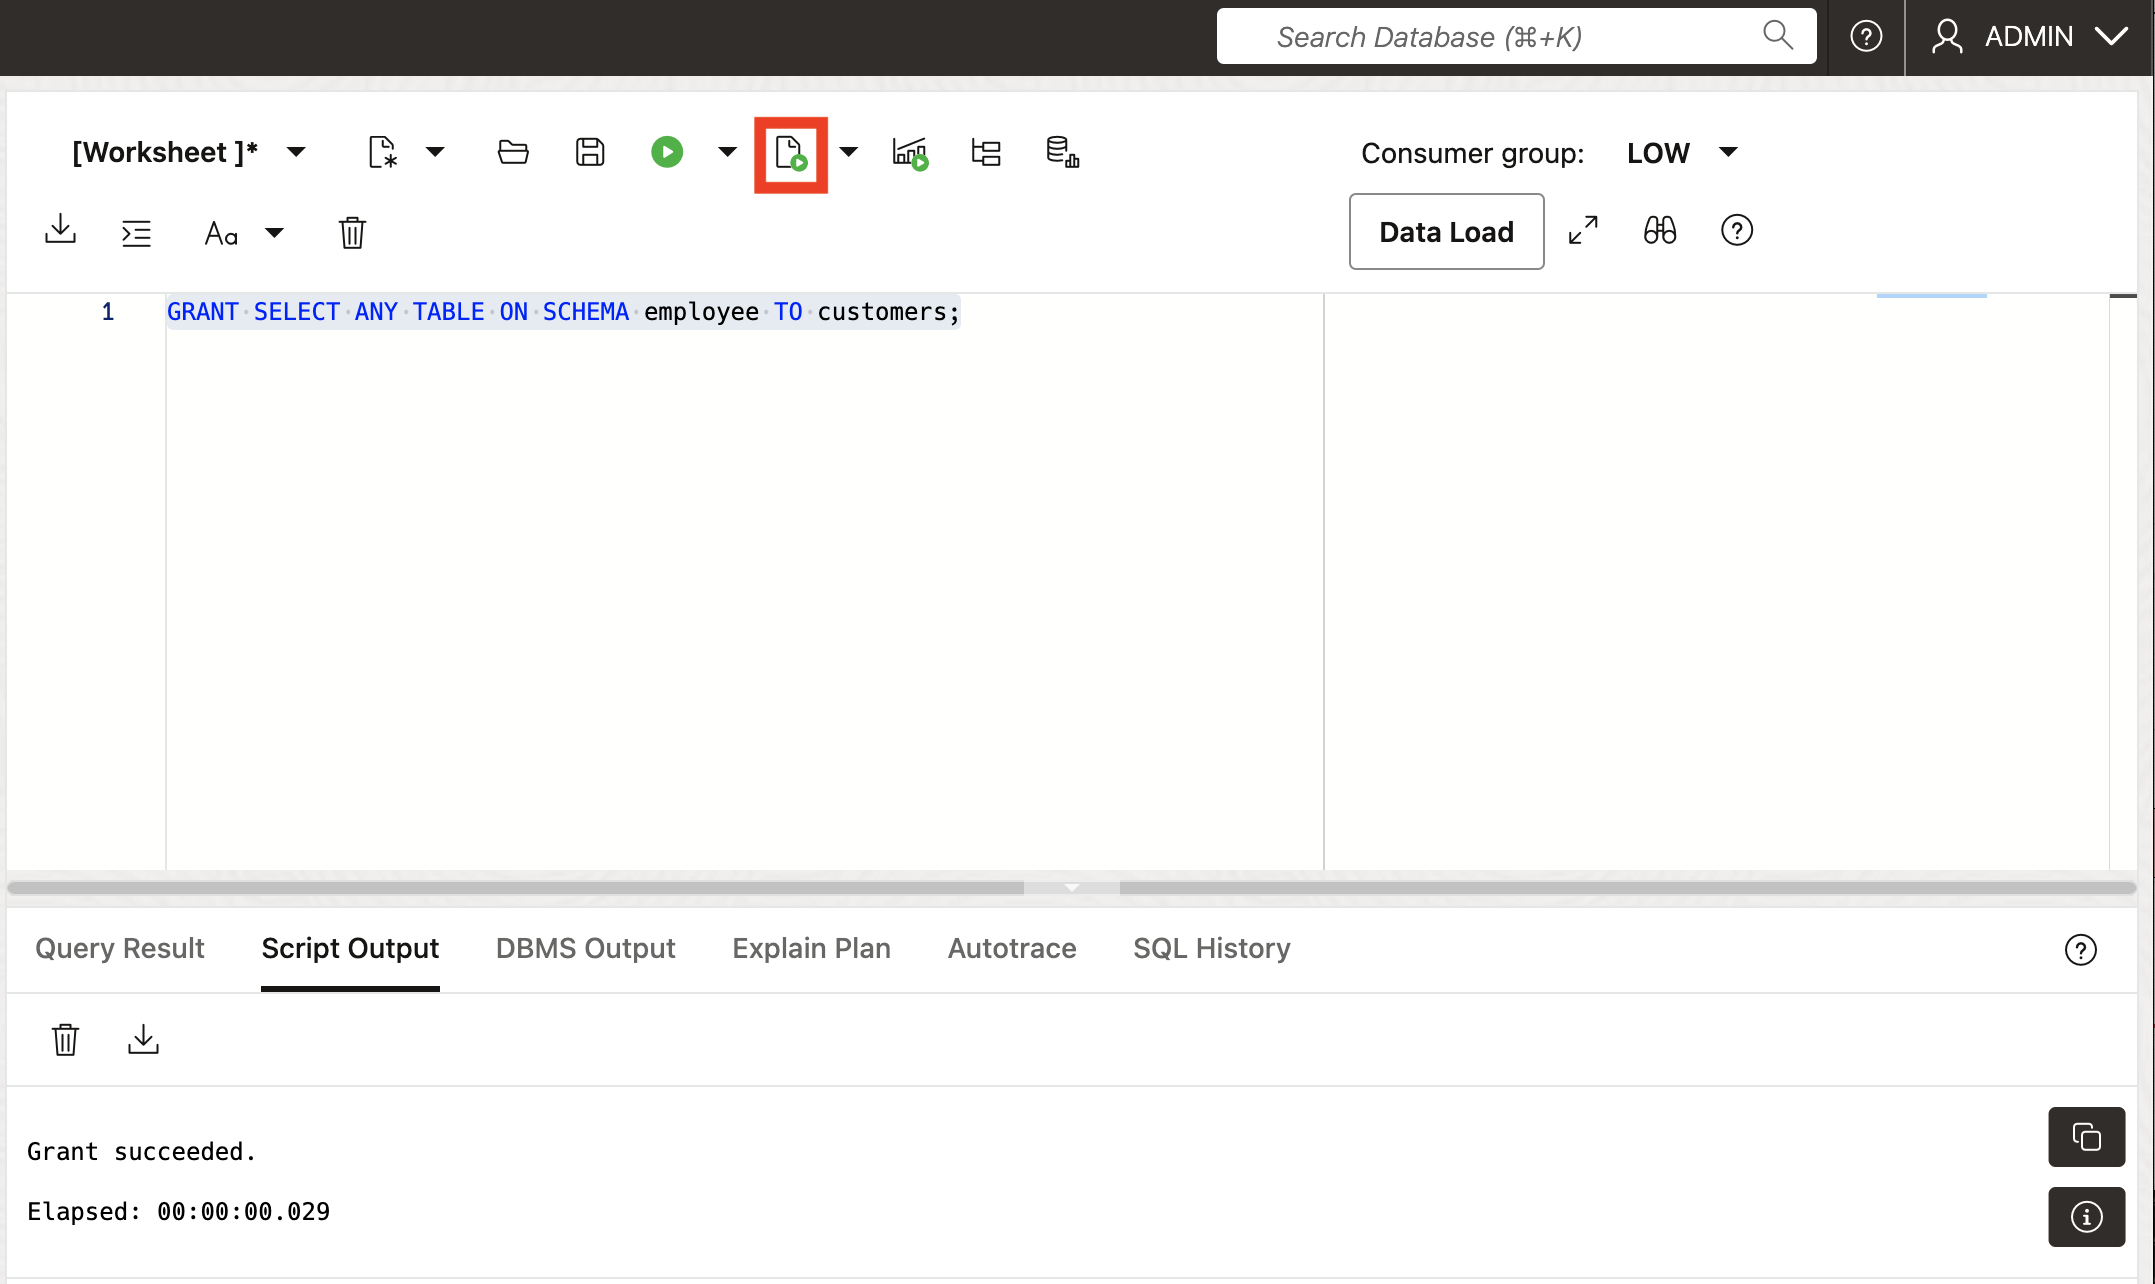 Search Database (⌘+K)
ADMIN
[Worksheet ]*
Consumer group: LOW
Aa
Data Load
1 GRANT SELECT ANY TABLE ON SCHEMA employee TO customers;
Query Result Script Output DBMS Output Explain Plan Autotrace SQL History
Grant succeeded.
Elapsed: 00:00:00.029